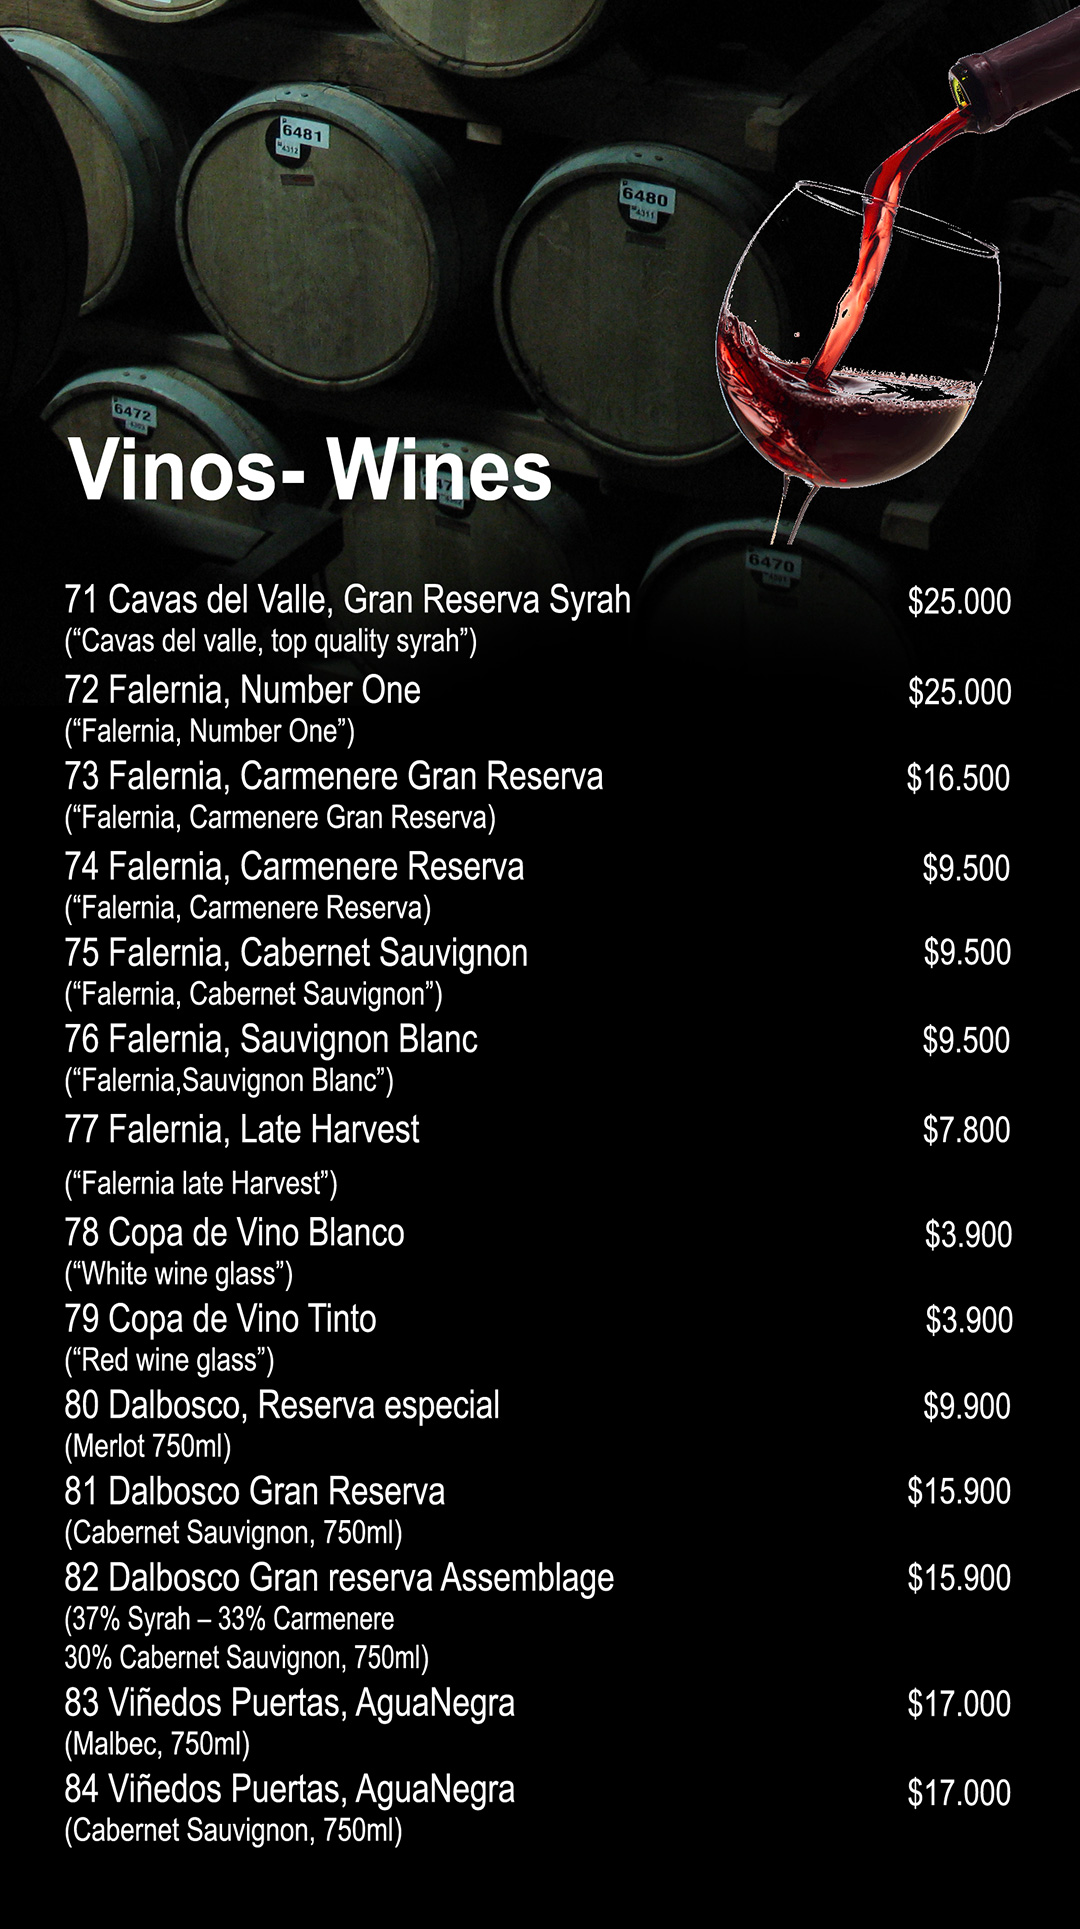 6481
4312
6480
4311
6472
Vinos- Wines
6470
71 Cavas del Valle, Gran Reserva Syrah $25.000
(“Cavas del valle, top quality syrah”)
72 Falernia, Number One $25.000
(“Falernia, Number One”)
73 Falernia, Carmenere Gran Reserva $16.500
(“Falernia, Carmenere Gran Reserva)
74 Falernia, Carmenere Reserva $9.500
(“Falernia, Carmenere Reserva)
75 Falernia, Cabernet Sauvignon $9.500
(“Falernia, Cabernet Sauvignon”)
76 Falernia, Sauvignon Blanc $9.500
(“Falernia,Sauvignon Blanc”)
77 Falernia, Late Harvest $7.800
(“Falernia late Harvest”)
78 Copa de Vino Blanco $3.900
(“White wine glass”)
79 Copa de Vino Tinto $3.900
(“Red wine glass”)
80 Dalbosco, Reserva especial $9.900
(Merlot 750ml)
81 Dalbosco Gran Reserva $15.900
(Cabernet Sauvignon, 750ml)
82 Dalbosco Gran reserva Assemblage $15.900
(37% Syrah – 33% Carmenere
30% Cabernet Sauvignon, 750ml)
83 Viñedos Puertas, AguaNegra $17.000
(Malbec, 750ml)
84 Viñedos Puertas, AguaNegra $17.000
(Cabernet Sauvignon, 750ml)